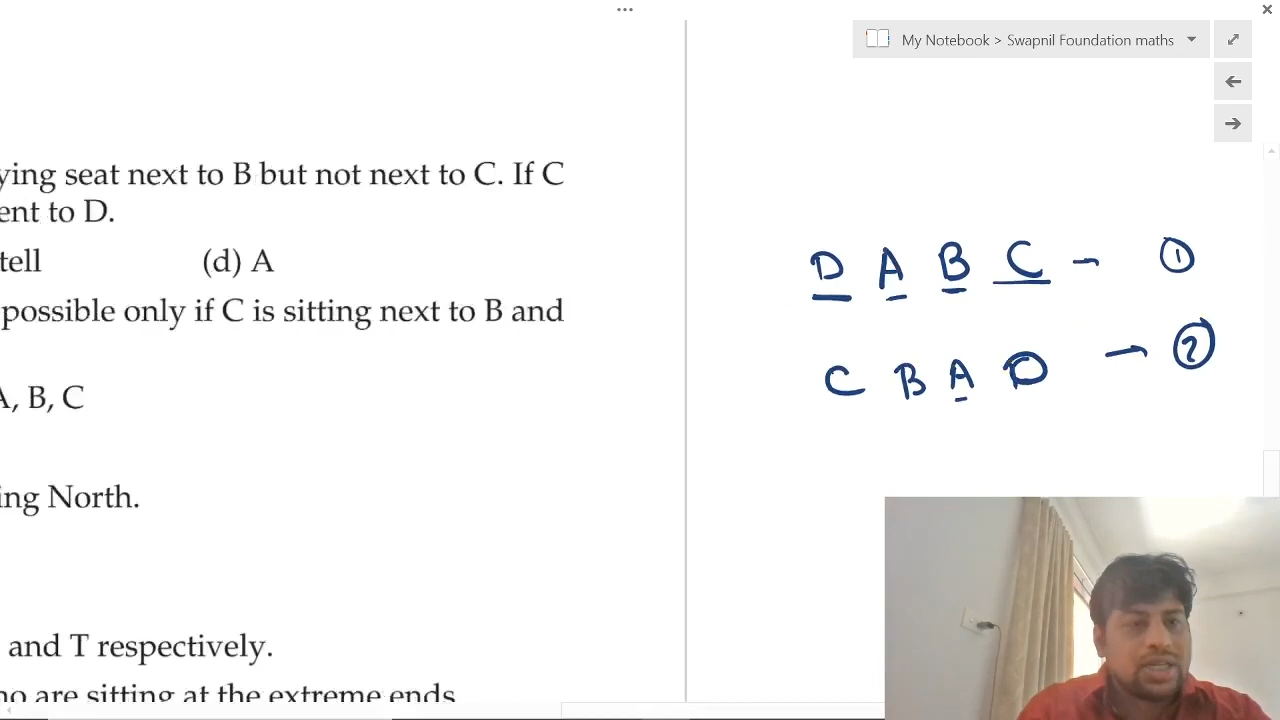 My Notebook > Swapnil Foundation maths
ying seat next to B but not next to C. If C
ent to D.
tell (d) A
possible only if C is sitting next to B and
A, B, C
ing North.
and T respectively.
ho are sitting at the extreme ends
D A B C - 1
C B A D - 2